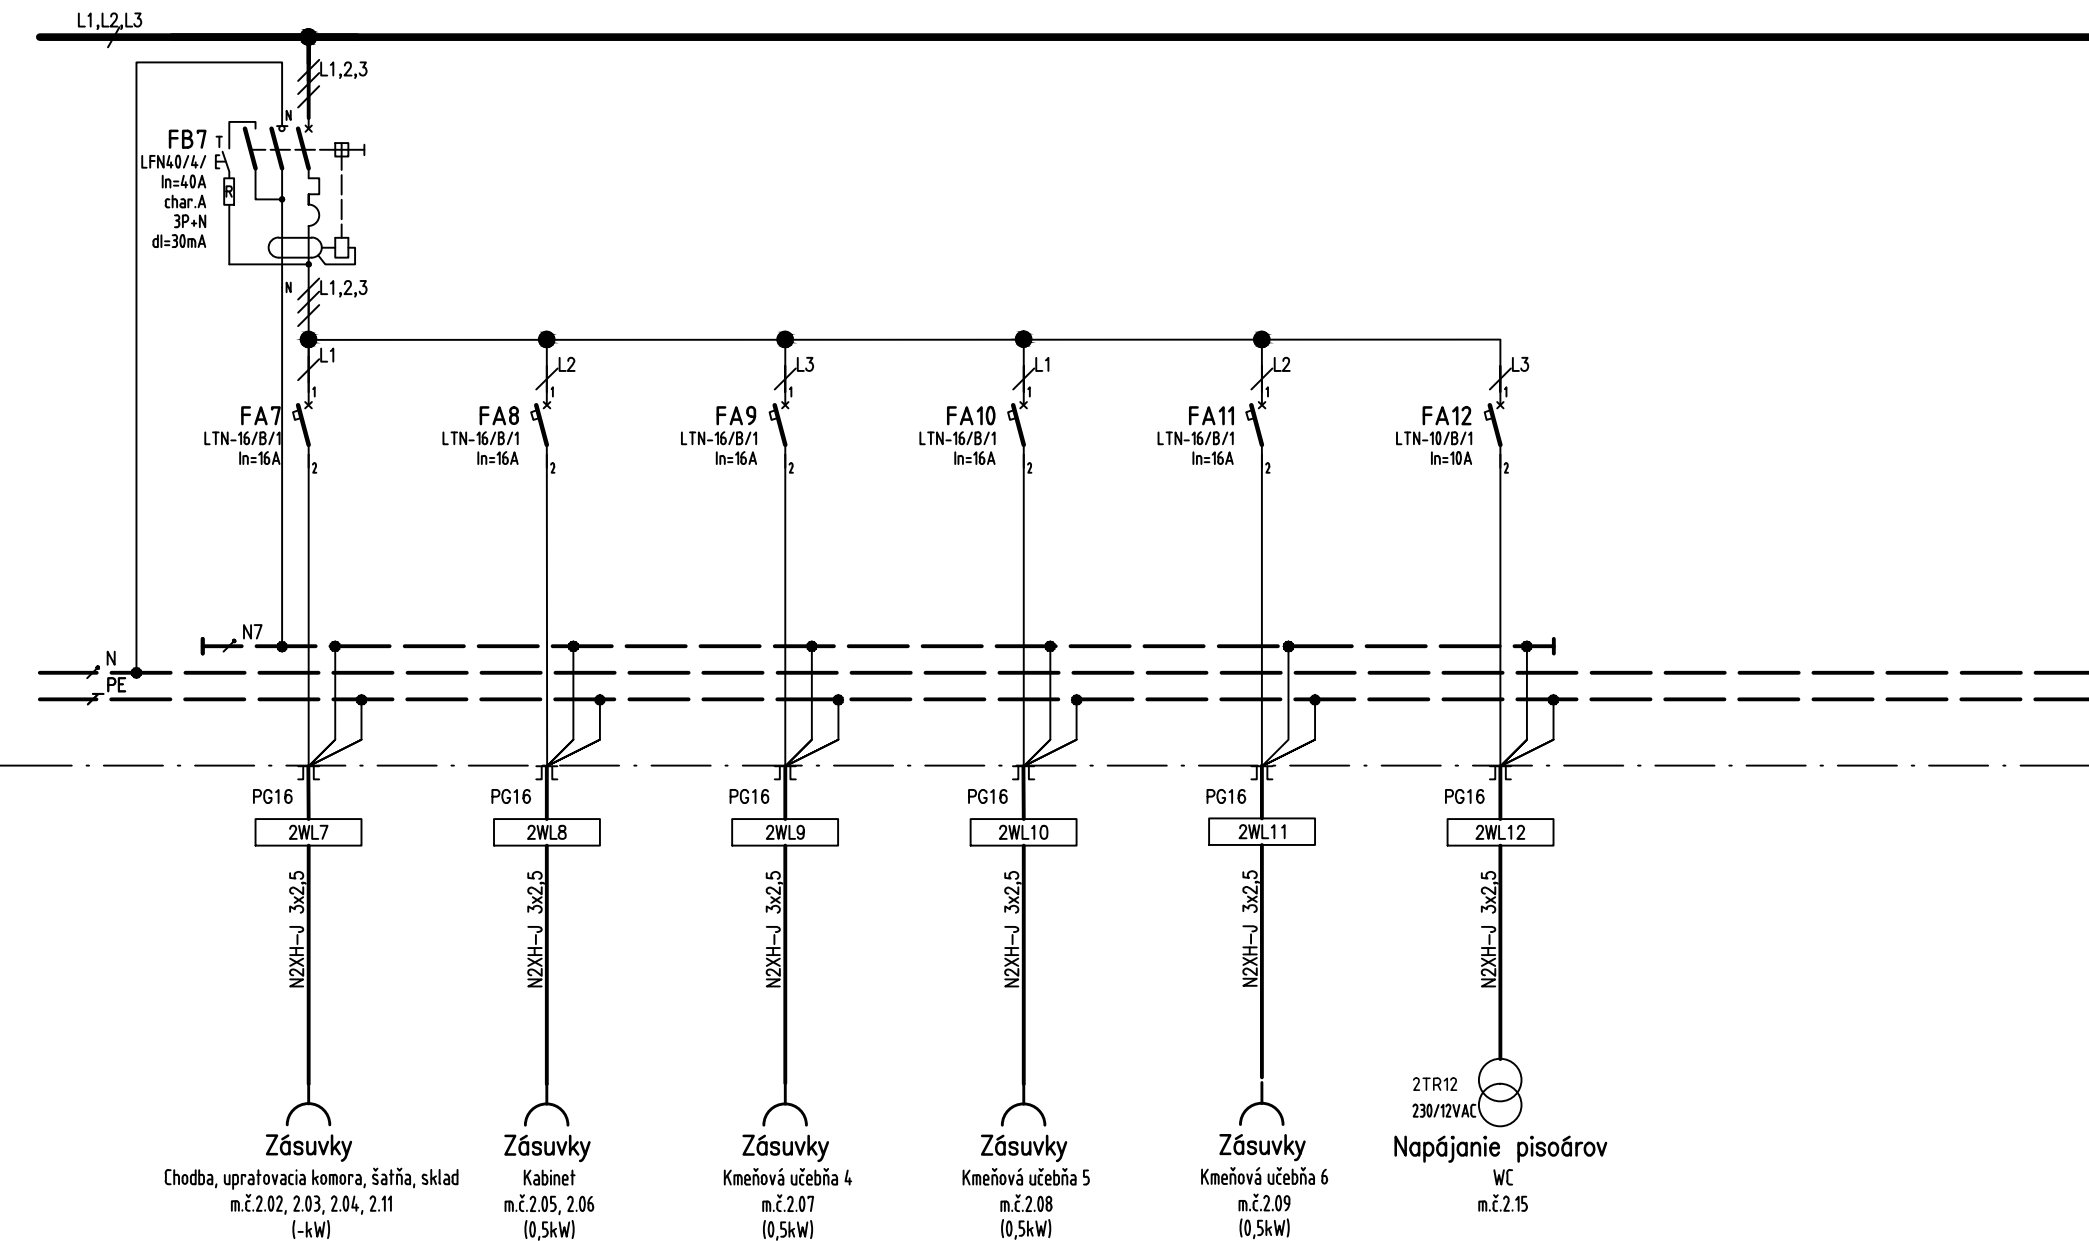 L1,L2,L3
L1,2,3
N
FB7
T
LFN40/4/
E
In=40A
R
char.A
3P+N
dI=30mA
N
L1,2,3
L1
L2
L3
L1
L2
L3
1
1
1
1
1
1
FA7
FA8
FA9
FA10
FA11
FA12
LTN-16/B/1
LTN-16/B/1
LTN-16/B/1
LTN-16/B/1
LTN-16/B/1
LTN-10/B/1
In=16A
In=16A
In=16A
In=16A
In=16A
In=10A
2
2
2
2
2
2
N7
N
PE
PG16
PG16
PG16
PG16
PG16
PG16
2WL7
2WL8
2WL9
2WL10
2WL11
2WL12
N2XH-J 3x2,5
N2XH-J 3x2,5
N2XH-J 3x2,5
N2XH-J 3x2,5
N2XH-J 3x2,5
N2XH-J 3x2,5
2TR12
230/12VAC
Zásuvky
Chodba, upratovacia komora, šatňa, sklad
m.č.2.02, 2.03, 2.04, 2.11
(-kW)
Zásuvky
Kabinet
m.č.2.05, 2.06
(0,5kW)
Zásuvky
Kmeňová učebňa 4
m.č.2.07
(0,5kW)
Zásuvky
Kmeňová učebňa 5
m.č.2.08
(0,5kW)
Zásuvky
Kmeňová učebňa 6
m.č.2.09
(0,5kW)
Napájanie pisoárov
WC
m.č.2.15